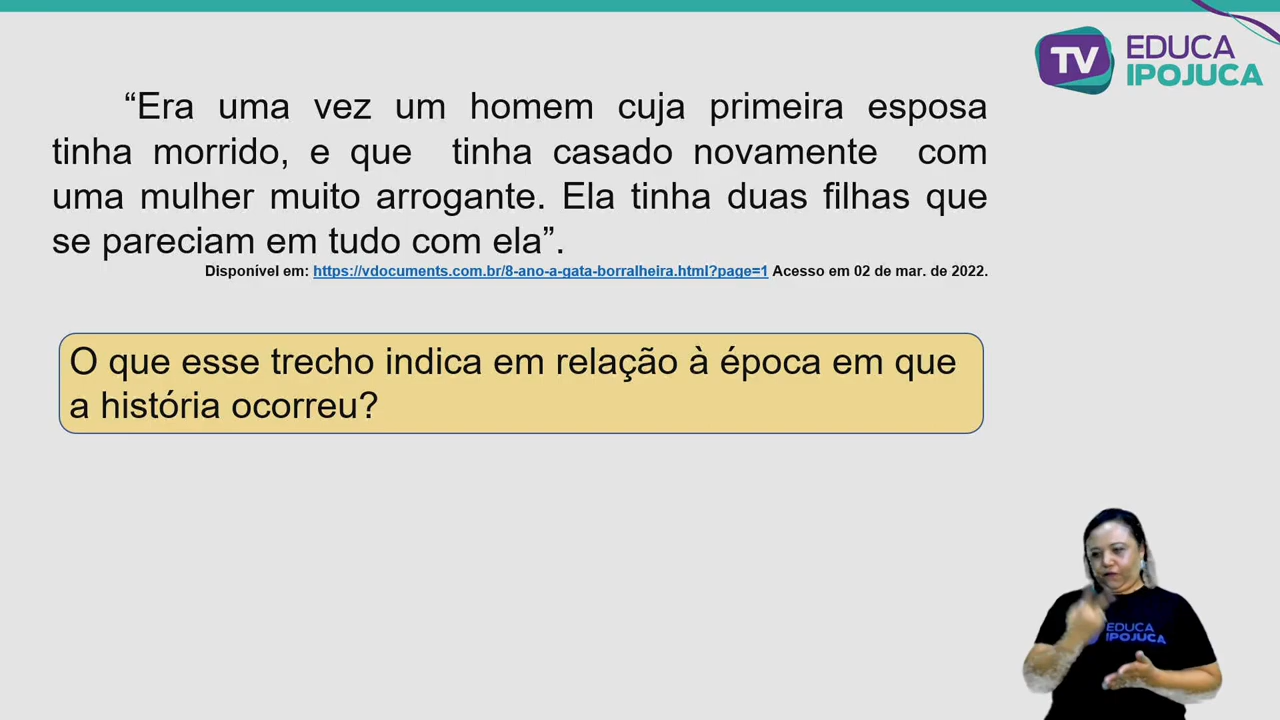 TV EDUCA
IPOJUCA
“Era uma vez um homem cuja primeira esposa
tinha morrido, e que tinha casado novamente com
uma mulher muito arrogante. Ela tinha duas filhas que
se pareciam em tudo com ela”.
Disponível em: https://vdocuments.com.br/8-ano-a-gata-borralheira.html?page=1 Acesso em 02 de mar. de 2022.
O que esse trecho indica em relação à época em que
a história ocorreu?
EDUCA
IPOJUCA